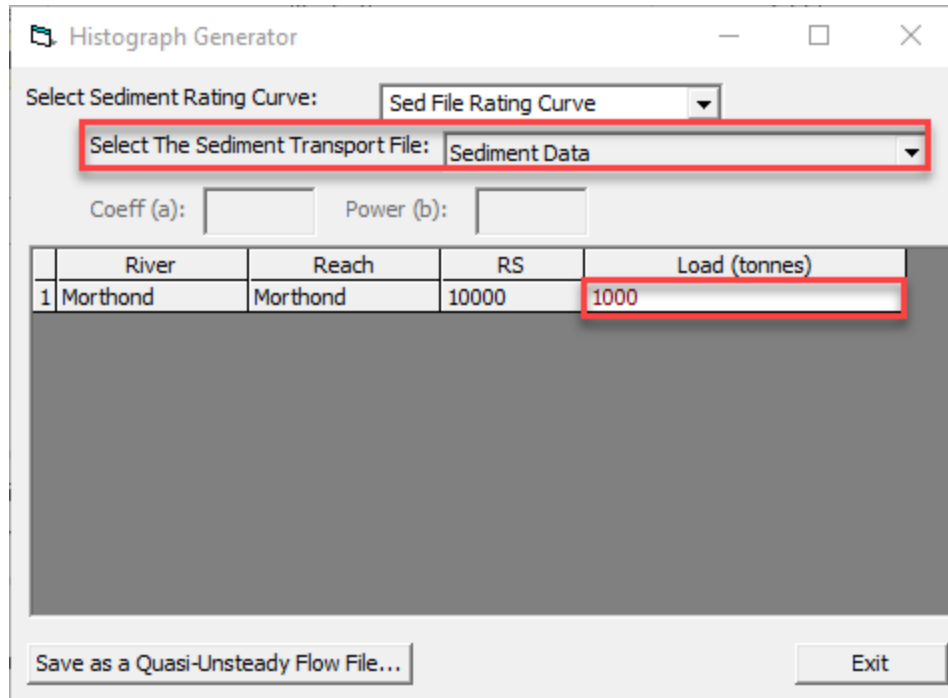 Histograph Generator
Select Sediment Rating Curve: Sed File Rating Curve
Select The Sediment Transport File: Sediment Data
Coeff (a): Power (b):
River Reach RS Load (tonnes)
1 Morthond Morthond 10000 1000
Save as a Quasi-Unsteady Flow File... Exit